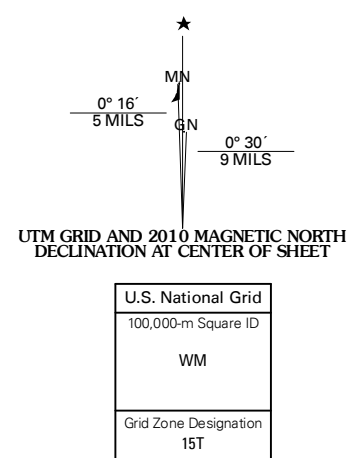 MN
0° 16´
5 MILS
GN
0° 30´
9 MILS
UTM GRID AND 2010 MAGNETIC NORTH
DECLINATION AT CENTER OF SHEET
U.S. National Grid
100,000-m Square ID
WM
Grid Zone Designation
15T